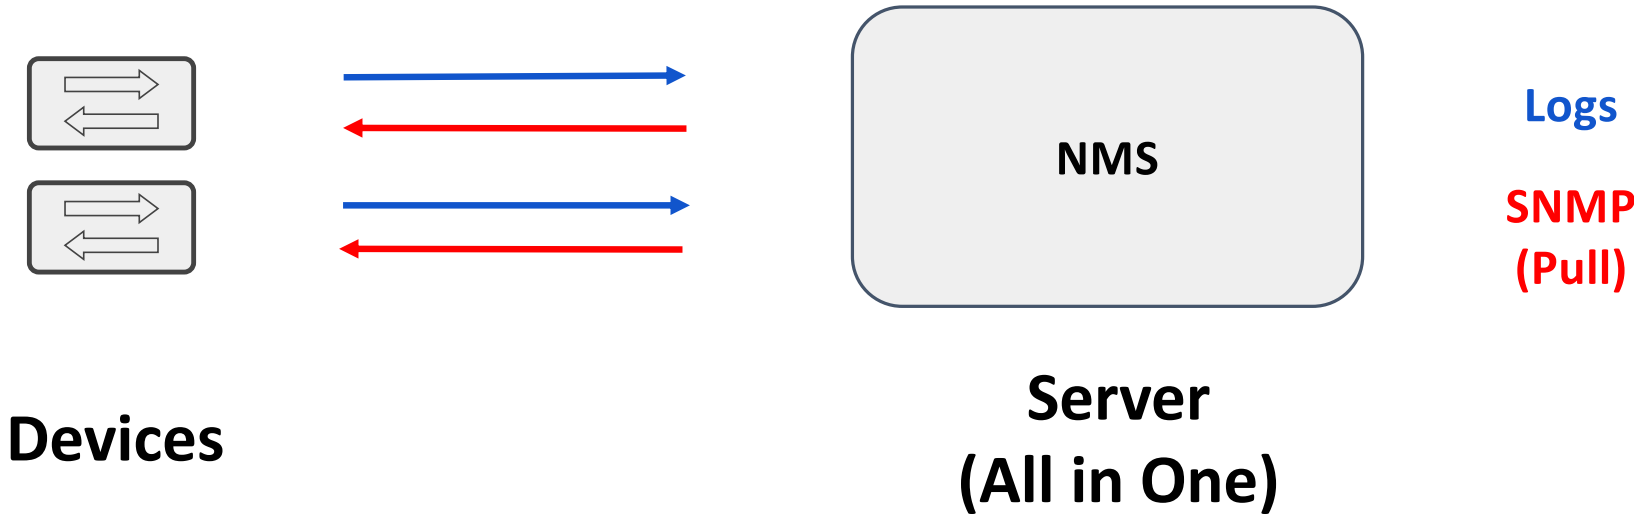 NMS
Logs
SNMP
(Pull)
Devices
Server
(All in One)